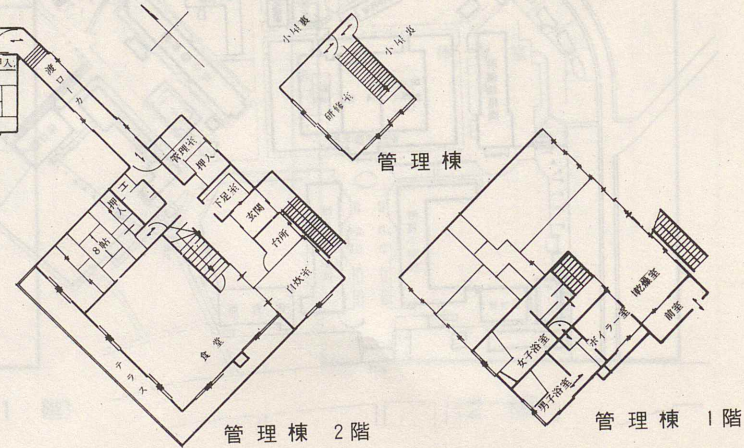 小屋裏
小屋裏
研修室
管理棟
押入
渡ローカ
管理室
押入
下足室
玄関
台所
自炊室
押入
8帖
食堂
テラス
管理棟 2階
乾燥室
前室
ボイラー室
女子浴室
男子浴室
管理棟 1階